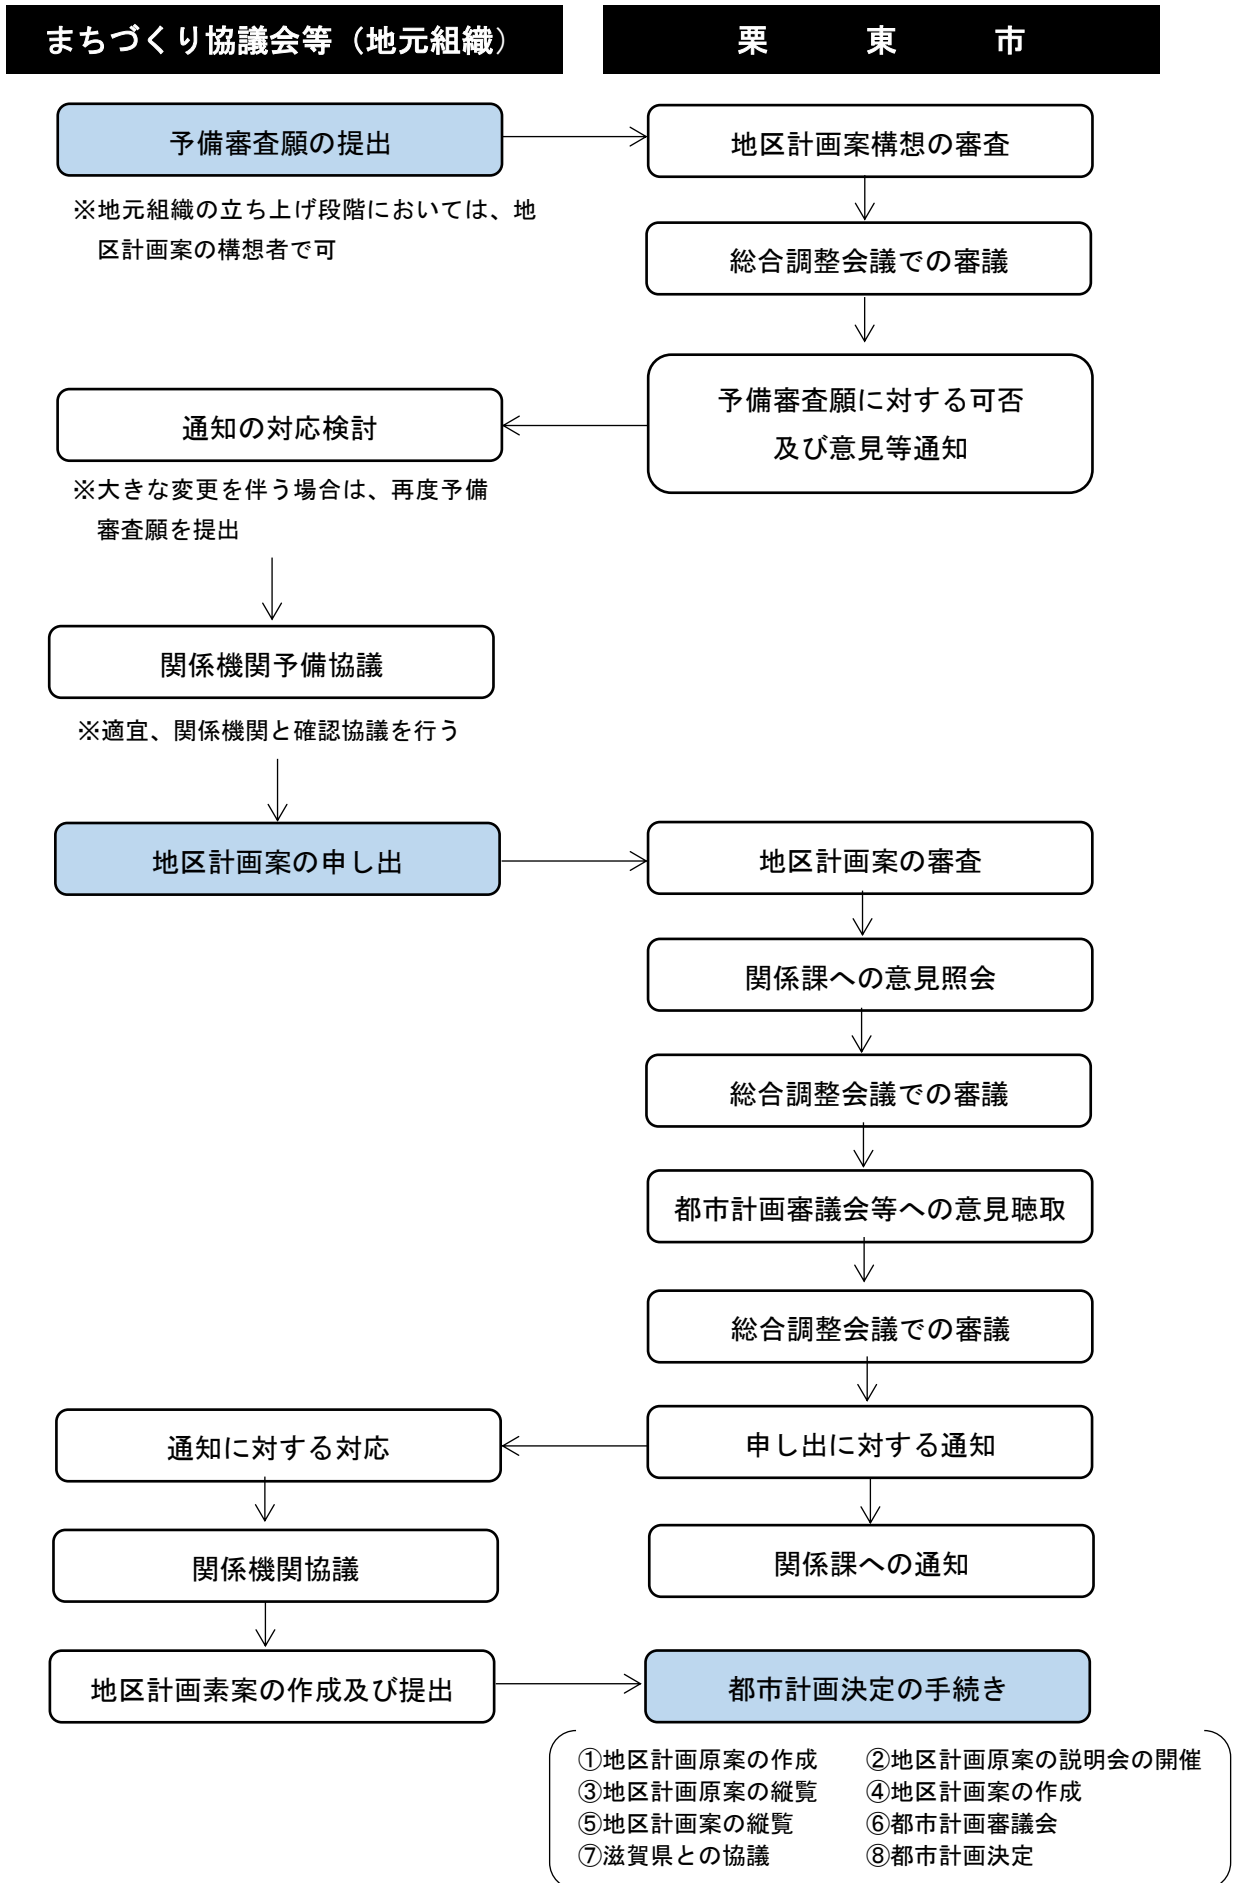 まちづくり協議会等（地元組織）
栗東市
予備審査願の提出
地区計画案構想の審査
※地元組織の立ち上げ段階においては、地
区計画案の構想者で可
総合調整会議での審議
予備審査願に対する可否
及び意見等通知
通知の対応検討
※大きな変更を伴う場合は、再度予備
審査願を提出
関係機関予備協議
※適宜、関係機関と確認協議を行う
地区計画案の申し出
地区計画案の審査
関係課への意見照会
総合調整会議での審議
都市計画審議会等への意見聴取
総合調整会議での審議
申し出に対する通知
通知に対する対応
関係課への通知
関係機関協議
地区計画素案の作成及び提出
都市計画決定の手続き
①地区計画原案の作成 ②地区計画原案の説明会の開催
③地区計画原案の縦覧 ④地区計画案の作成
⑤地区計画案の縦覧 ⑥都市計画審議会
⑦滋賀県との協議 ⑧都市計画決定